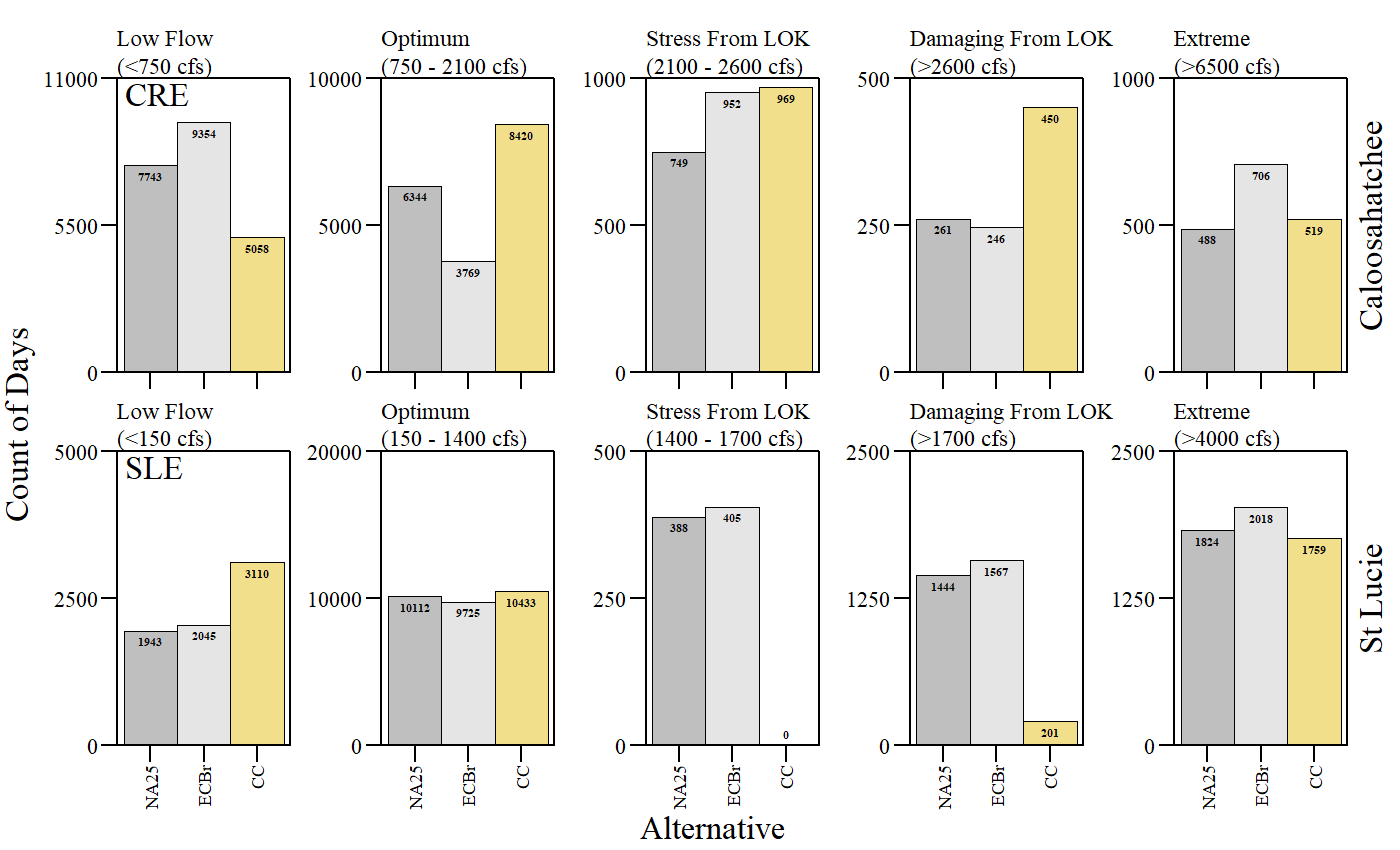 Low Flow
(<750 cfs)
Optimum
(750 - 2100 cfs)
Stress From LOK
(2100 - 2600 cfs)
Damaging From LOK
(>2600 cfs)
Extreme
(>6500 cfs)
CRE
11000
5500
0
7743
9354
5058
10000
5000
0
6344
3769
8420
1000
500
0
749
952
969
500
250
0
261
246
450
1000
500
0
488
706
519
Caloosahatchee
Count of Days
Low Flow
(<150 cfs)
Optimum
(150 - 1400 cfs)
Stress From LOK
(1400 - 1700 cfs)
Damaging From LOK
(>1700 cfs)
Extreme
(>4000 cfs)
SLE
5000
2500
0
1943
2045
3110
20000
10000
0
10112
9725
10433
500
250
0
388
405
0
2500
1250
0
1444
1567
201
2500
1250
0
1824
2018
1759
St Lucie
NA25
ECBr
CC
NA25
ECBr
CC
NA25
ECBr
CC
NA25
ECBr
CC
NA25
ECBr
CC
Alternative